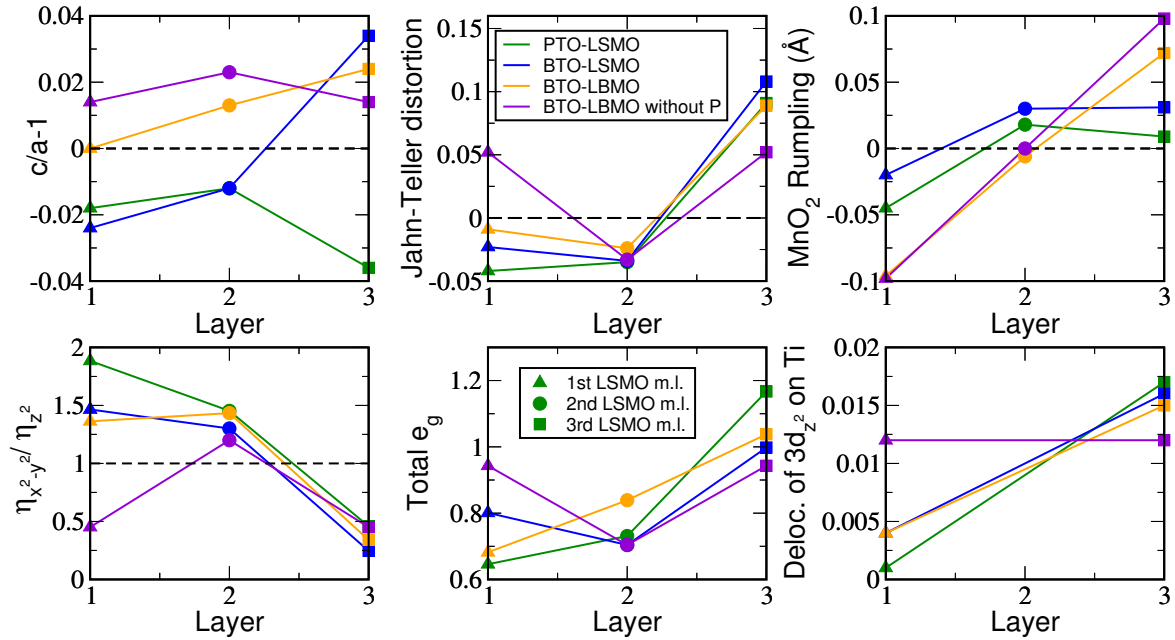 0.04
0.02
0
-0.02
-0.04
c/a-1
1 2 3
Layer
0.15
0.1
0.05
0
-0.05
Jahn-Teller distortion
PTO-LSMO
BTO-LSMO
BTO-LBMO
BTO-LBMO without P
1 2 3
Layer
0.1
0.05
0
-0.05
-0.1
MnO₂ Rumpling (Å)
1 2 3
Layer
2
1.5
1
0.5
0
ηx²-y²/ ηz²
1 2 3
Layer
1.2
1
0.8
0.6
Total eg
1st LSMO m.l.
2nd LSMO m.l.
3rd LSMO m.l.
1 2 3
Layer
0.02
0.015
0.01
0.005
0
Deloc. of 3dz² on Ti
1 2 3
Layer